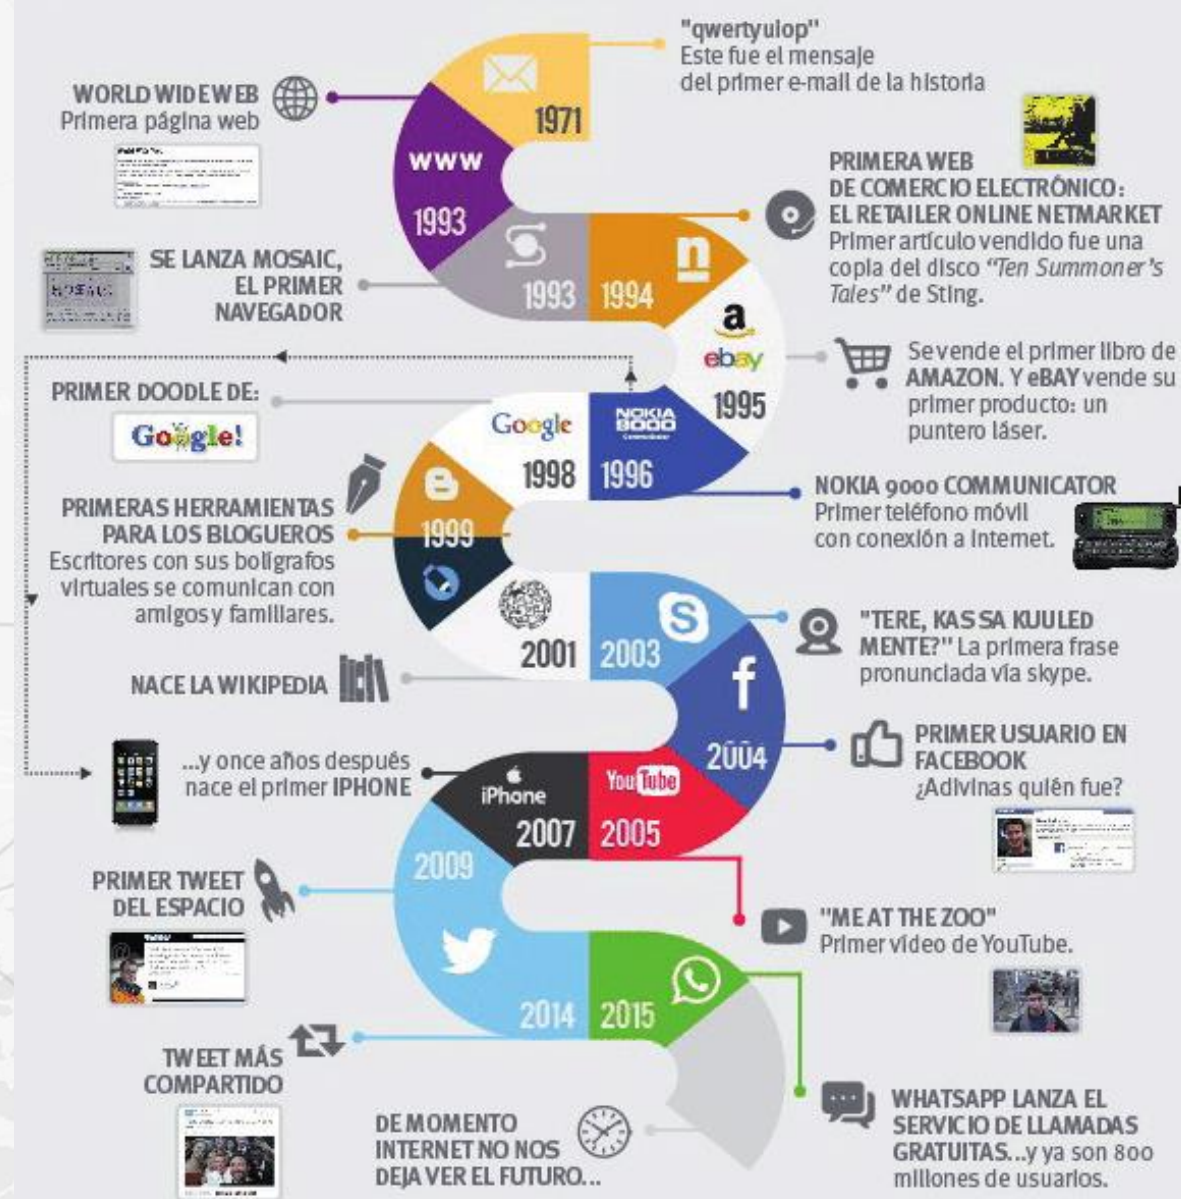 "qwertyuiop"
Este fue el mensaje
del primer e-mail de la historia
1971
WORLD WIDEWEB
Primera página web
www
1993
PRIMERA WEB
DE COMERCIO ELECTRÓNICO:
EL RETAILER ONLINE NETMARKET
Primer artículo vendido fue una
copia del disco "Ten Summoner's
Tales" de Sting.
SE LANZA MOSAIC,
EL PRIMER
NAVEGADOR
1993
n
1994
a
ebay
1995
Se vende el primer libro de
AMAZON. Y eBAY vende su
primer producto: un
puntero láser.
PRIMER DOODLE DE:
Google!
Google
1998
NOKIA
9000
Communicator
1996
NOKIA 9000 COMMUNICATOR
Primer teléfono móvil
con conexión a Internet.
PRIMERAS HERRAMIENTAS
PARA LOS BLOGUEROS
Escritores con sus bolígrafos
virtuales se comunican con
amigos y familiares.
1999
2001
NACE LA WIKIPEDIA
S
2003
"TERE, KAS SA KUULED
MENTE?" La primera frase
pronunciada vía skype.
f
2004
PRIMER USUARIO EN
FACEBOOK
¿Adivinas quién fue?
...y once años después
nace el primer IPHONE
iPhone
2007
YouTube
2005
"ME AT THE ZOO"
Primer vídeo de YouTube.
2009
PRIMER TWEET
DEL ESPACIO
2014
TWEET MÁS
COMPARTIDO
2015
WHATSAPP LANZA EL
SERVICIO DE LLAMADAS
GRATUITAS...y ya son 800
millones de usuarios.
DE MOMENTO
INTERNET NO NOS
DEJA VER EL FUTURO...